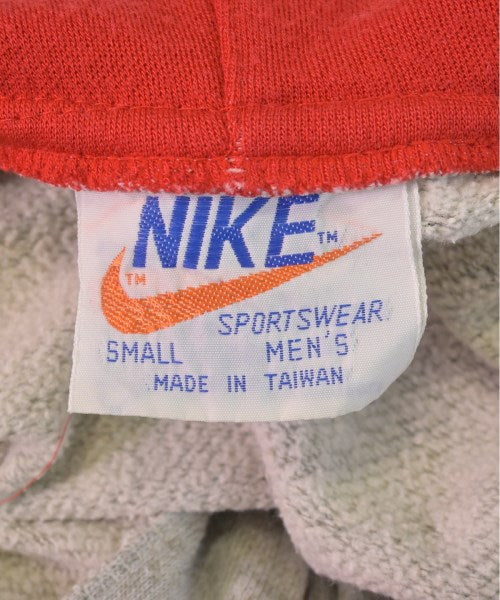 NIKE™
™
SPORTSWEAR
SMALL MEN'S
MADE IN TAIWAN